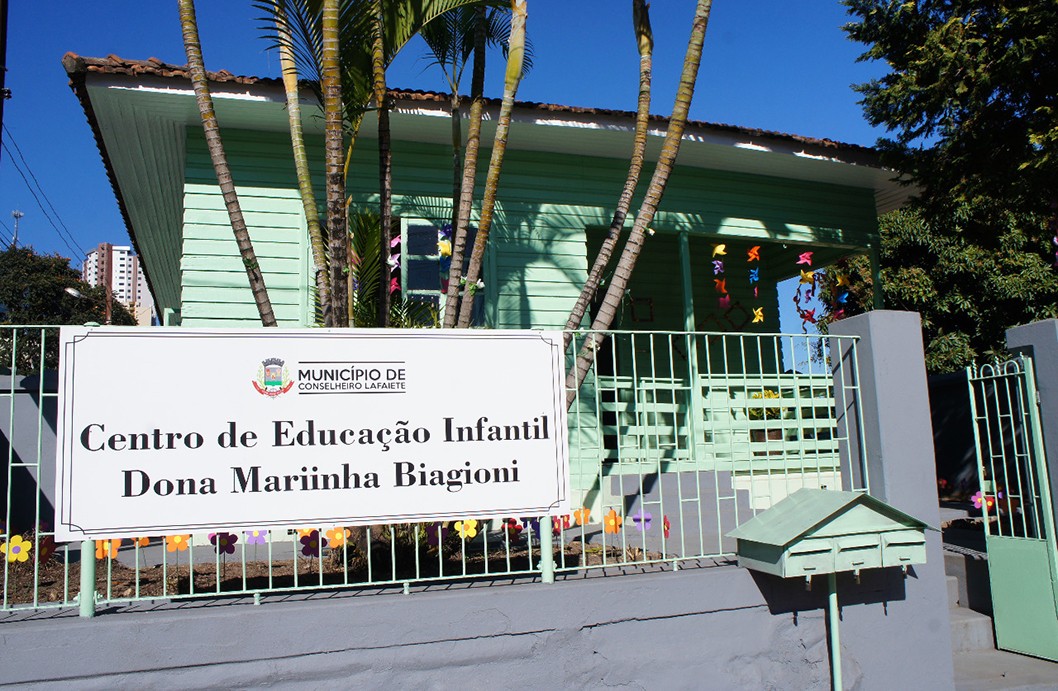 MUNICÍPIO DE
CONSELHEIRO LAFAIETE
Centro de Educação Infantil
Dona Mariinha Biagioni